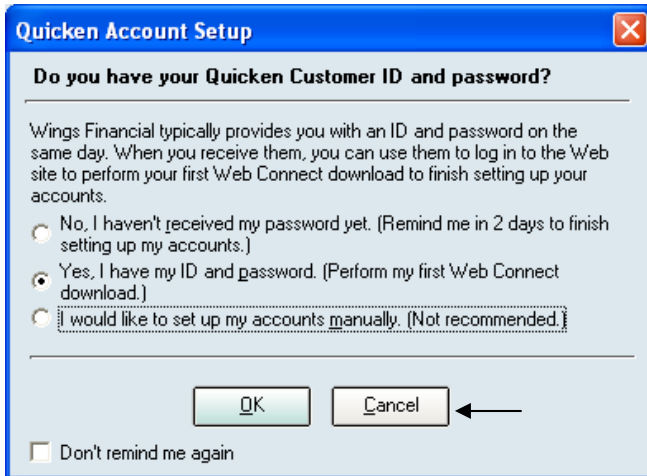 Quicken Account Setup
Do you have your Quicken Customer ID and password?
Wings Financial typically provides you with an ID and password on the
same day. When you receive them, you can use them to log in to the Web
site to perform your first Web Connect download to finish setting up your
accounts.
No, I haven't received my password yet. (Remind me in 2 days to finish
setting up my accounts.)
Yes, I have my ID and password. (Perform my first Web Connect
download.)
I would like to set up my accounts manually. (Not recommended.)
OK Cancel
Don't remind me again